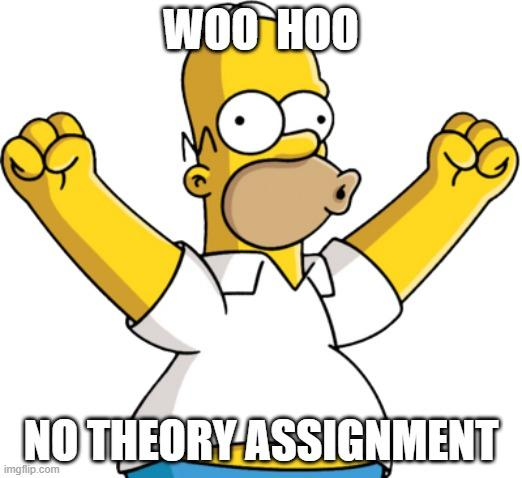 WOO HOO
NO THEORY ASSIGNMENT
imgflip.com